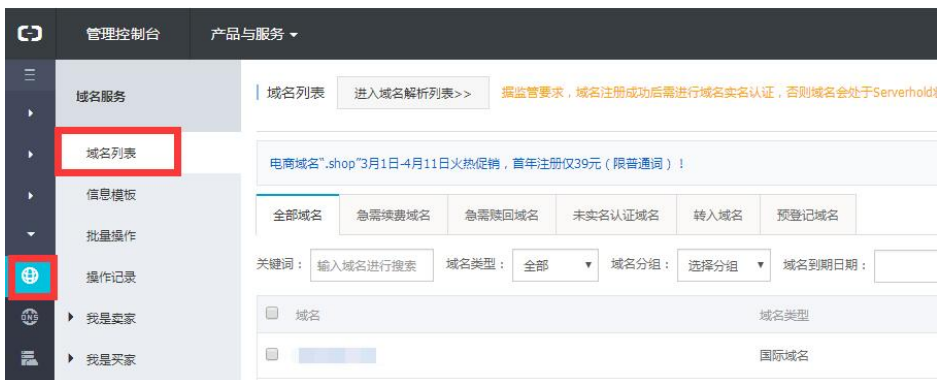 管理控制台 产品与服务
域名服务
域名列表
信息模板
批量操作
操作记录
我是卖家
我是买家
DNS
域名列表 进入域名解析列表>> 据监管要求，域名注册成功后需进行域名实名认证，否则域名会处于Serverhold
电商域名".shop"3月1日-4月11日火热促销，首年注册仅39元（限普通词）！
全部域名 急需续费域名 急需赎回域名 未实名认证域名 转入域名 预登记域名
关键词： 输入域名进行搜索 域名类型： 全部 域名分组： 选择分组 域名到期日期：
域名 域名类型
国际域名